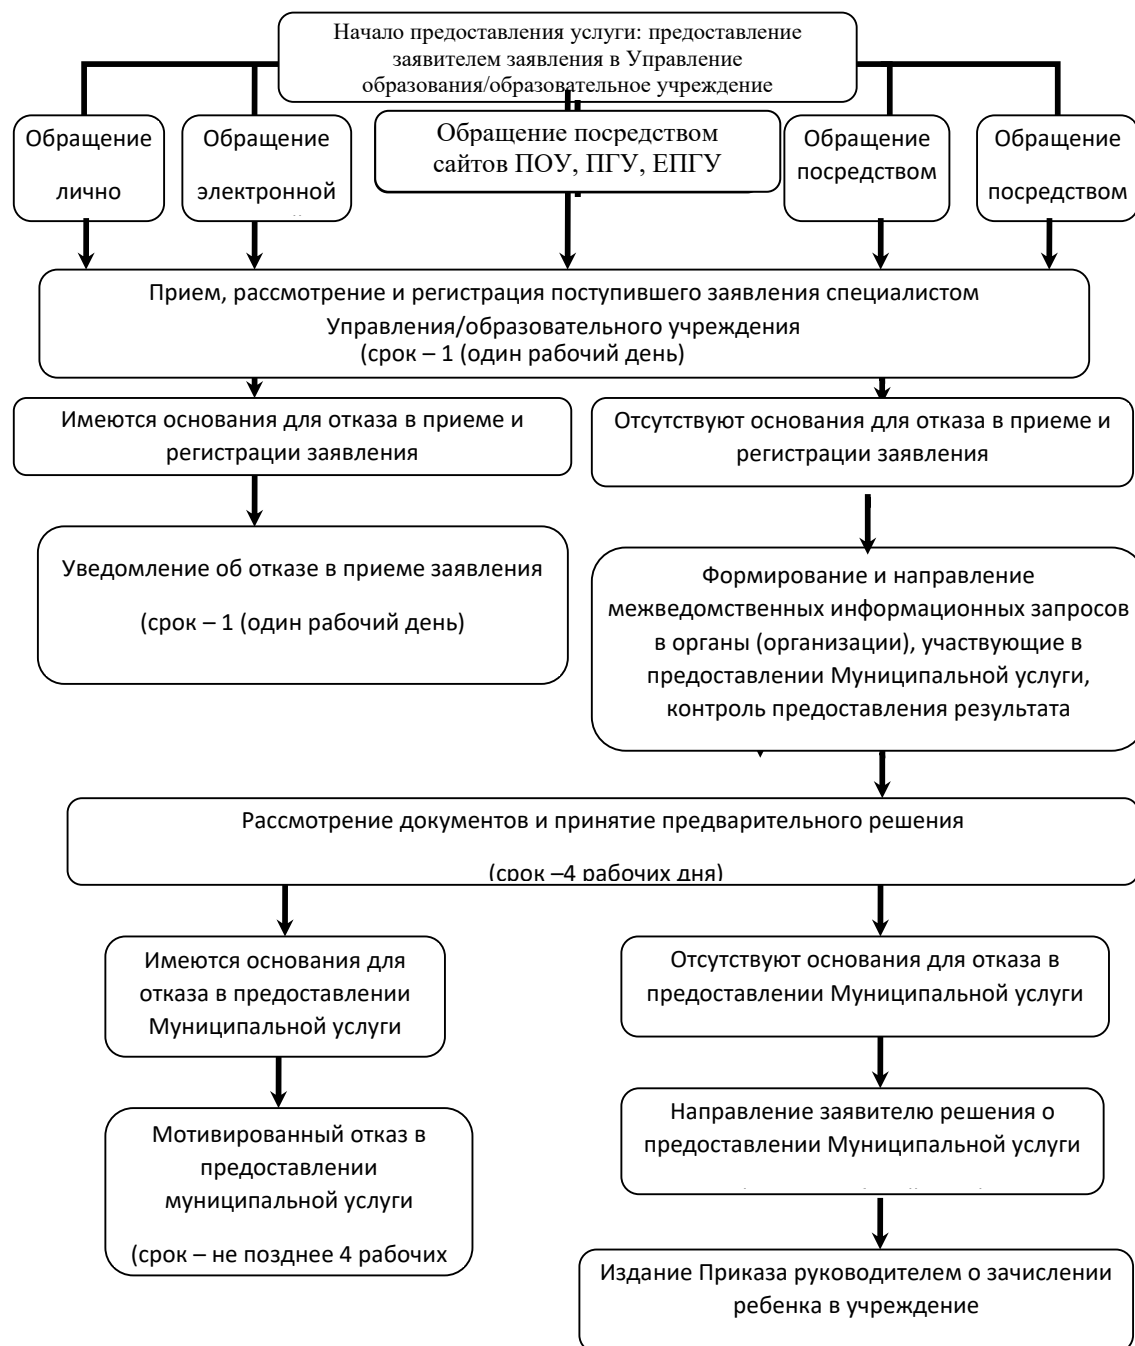 Начало предоставления услуги: предоставление
заявителем заявления в Управление
образования/образовательное учреждение
Обращение
лично
Обращение
электронной
Обращение посредством
сайтов ПОУ, ПГУ, ЕПГУ
Обращение
посредством
Обращение
посредством
Прием, рассмотрение и регистрация поступившего заявления специалистом
Управления/образовательного учреждения
(срок – 1 (один рабочий день)
Имеются основания для отказа в приеме и
регистрации заявления
Отсутствуют основания для отказа в приеме и
регистрации заявления
Уведомление об отказе в приеме заявления
(срок – 1 (один рабочий день)
Формирование и направление
межведомственных информационных запросов
в органы (организации), участвующие в
предоставлении Муниципальной услуги,
контроль предоставления результата
Рассмотрение документов и принятие предварительного решения
(срок –4 рабочих дня)
Имеются основания для
отказа в предоставлении
Муниципальной услуги
Отсутствуют основания для отказа в
предоставлении Муниципальной услуги
Мотивированный отказ в
предоставлении
муниципальной услуги
(срок – не позднее 4 рабочих
Направление заявителю решения о
предоставлении Муниципальной услуги
Издание Приказа руководителем о зачислении
ребенка в учреждение